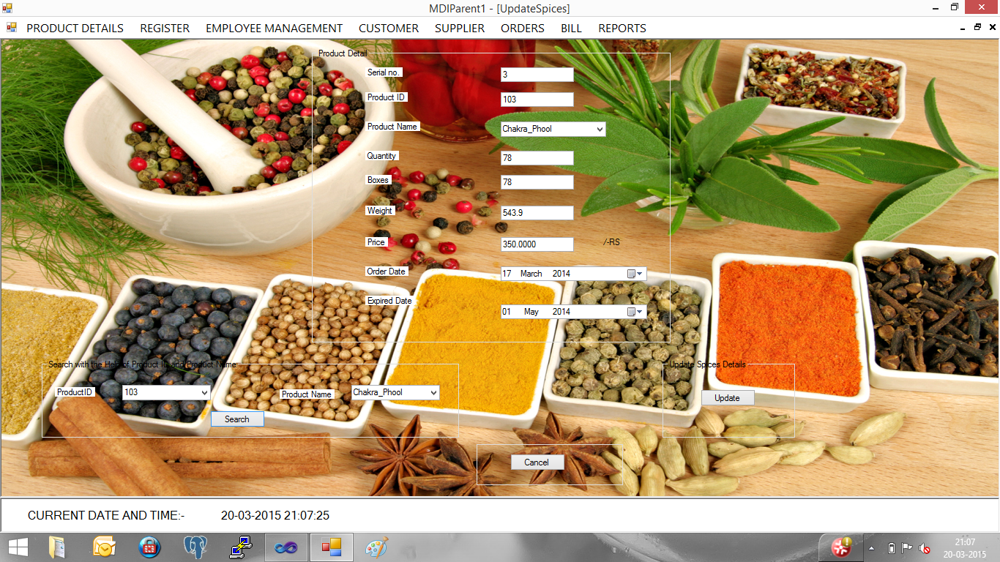 MDIParent1 - [UpdateSpices]
PRODUCT DETAILS REGISTER EMPLOYEE MANAGEMENT CUSTOMER SUPPLIER ORDERS BILL REPORTS
Product Detail
Serial no. 3
Product ID 103
Product Name Chakra_Phool
Quantity 78
Boxes 78
Weight 543.9
Price 350.0000 /-RS
Order Date 17 March 2014
Expired Date 01 May 2014
Search with the Help of Product ID and Product Name
ProductID 103 Product Name Chakra_Phool
Search
Update Spices Details
Update
Cancel
CURRENT DATE AND TIME:- 20-03-2015 21:07:25
21:07
20-03-2015